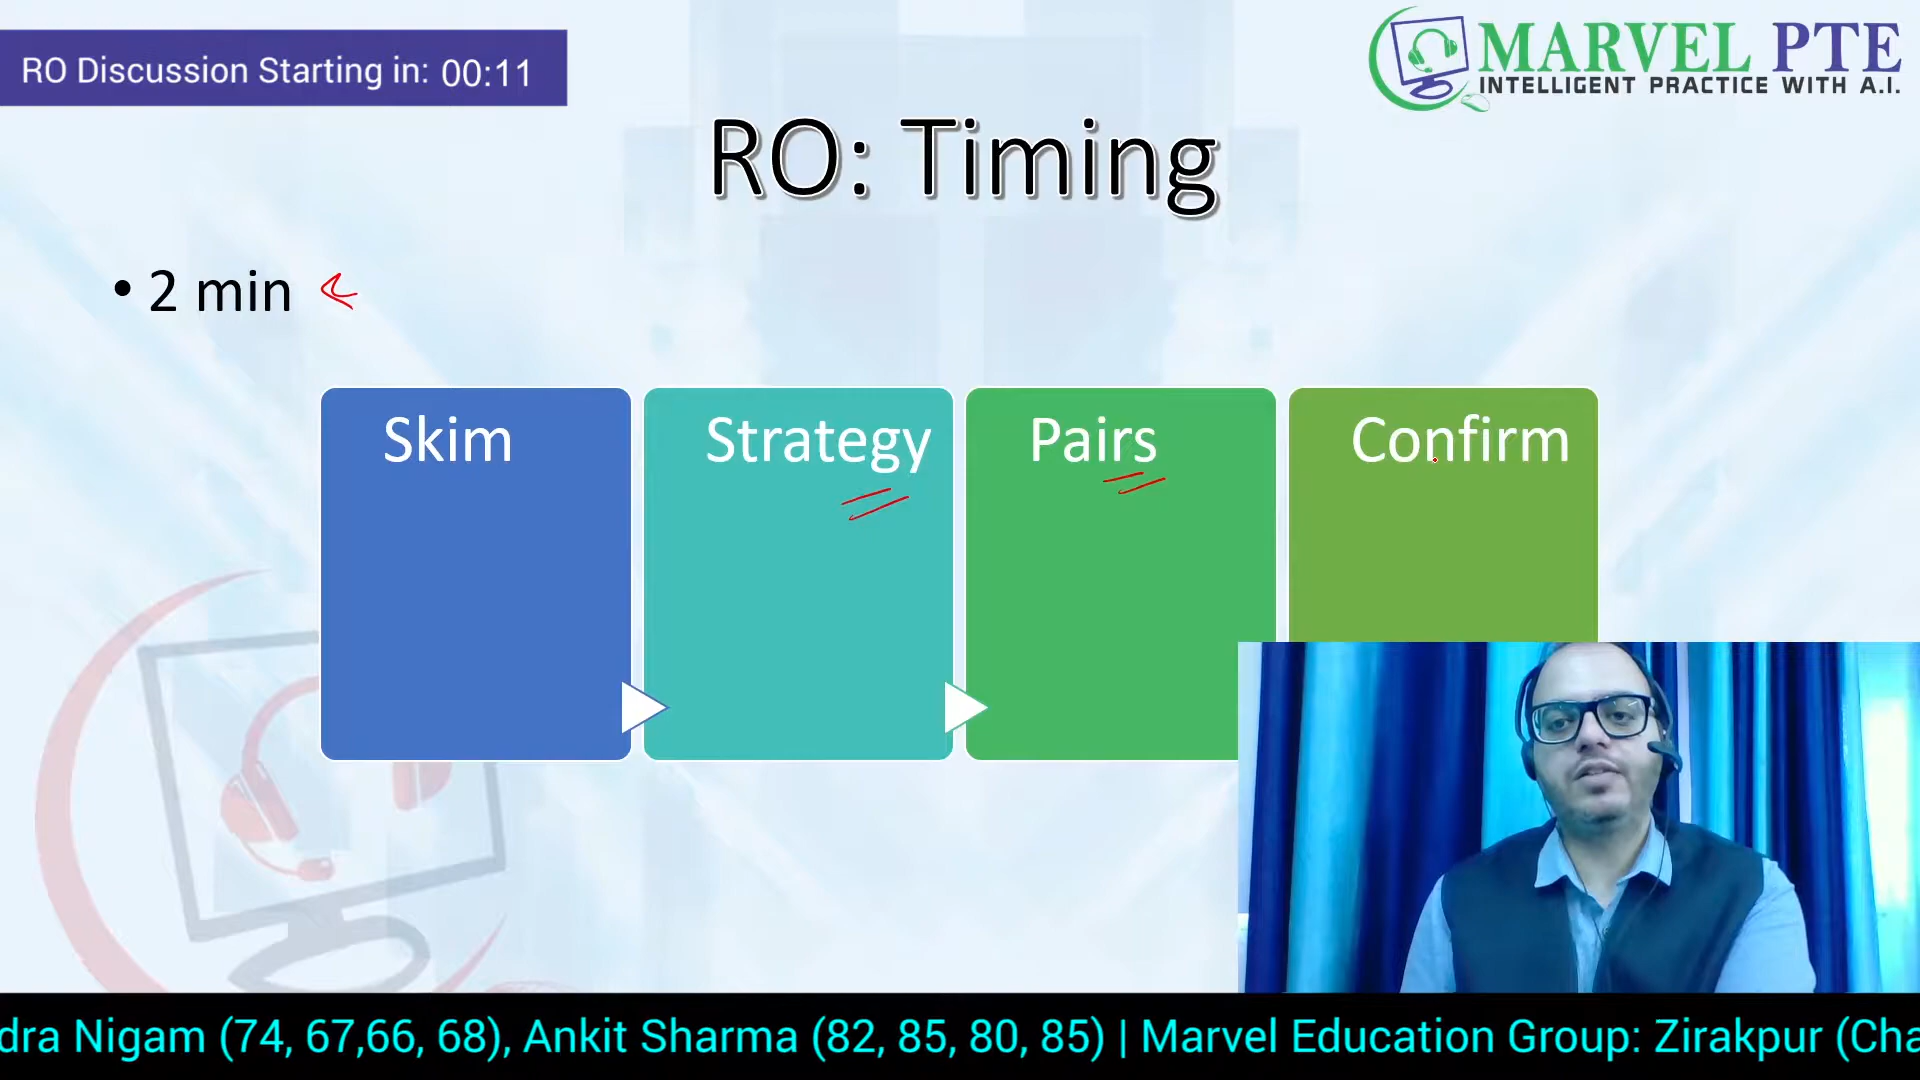 RO Discussion Starting in: 00:11
MARVEL PTE
INTELLIGENT PRACTICE WITH A.I.
RO: Timing
• 2 min
Skim
Strategy
Pairs
Confirm
dra Nigam (74, 67,66, 68), Ankit Sharma (82, 85, 80, 85) | Marvel Education Group: Zirakpur (Cha